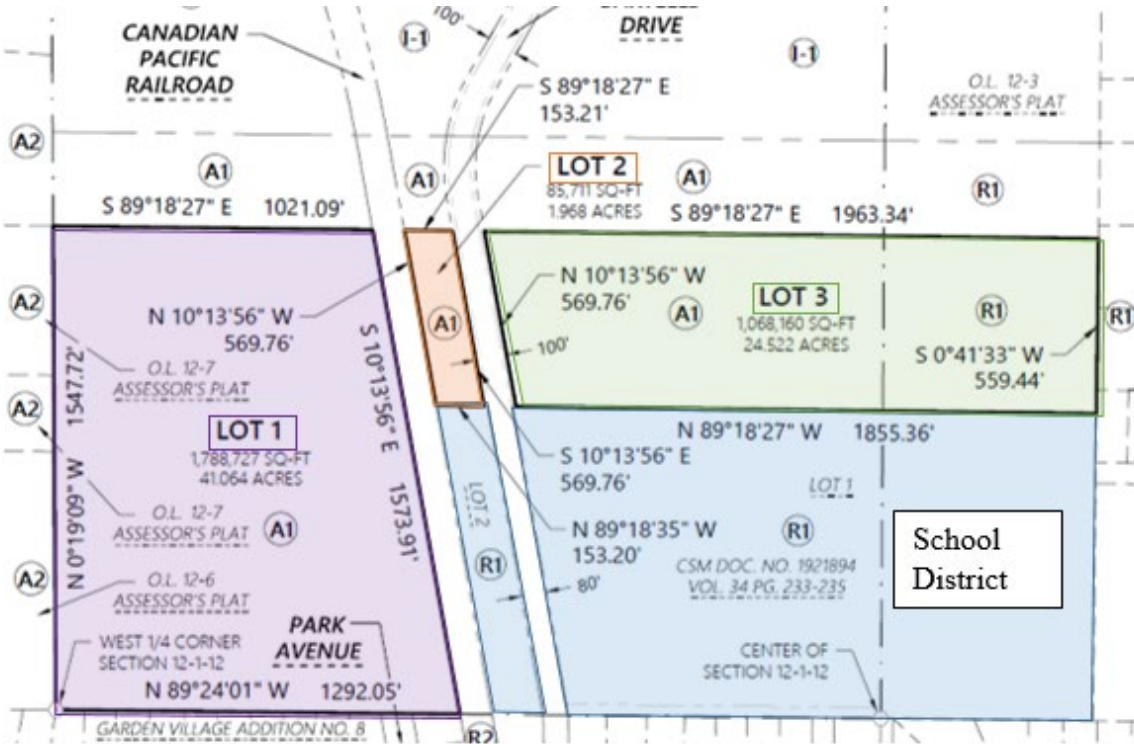 100'
DRIVE
CANADIAN
PACIFIC
RAILROAD
I-1
I-1
S 89°18'27" E
153.21'
O.L. 12-3
ASSESSOR'S PLAT
A2
A1
A1
LOT 2
85,711 SQ-FT
1.968 ACRES
A1
R1
S 89°18'27" E 1021.09'
S 89°18'27" E 1963.34'
A2
N 10°13'56" W
569.76'
N 10°13'56" W
569.76'
A1
A1
LOT 3
1,068,160 SQ-FT
24.522 ACRES
R1
R1
100'
S 0°41'33" W
559.44'
O.L. 12-7
ASSESSOR'S PLAT
S 10°13'56" E 1573.91'
N 0°19'09" W 1547.72'
A2
LOT 1
1,788,727 SQ-FT
41.064 ACRES
N 89°18'27" W 1855.36'
S 10°13'56" E
569.76'
LOT 1
LOT 2
O.L. 12-7
ASSESSOR'S PLAT
A1
N 89°18'35" W
153.20'
R1
School
District
A2
O.L. 12-6
ASSESSOR'S PLAT
R1
80'
CSM DOC. NO. 1921894
VOL. 34 PG. 233-235
PARK
AVENUE
WEST 1/4 CORNER
SECTION 12-1-12
CENTER OF
SECTION 12-1-12
N 89°24'01" W 1292.05'
GARDEN VILLAGE ADDITION NO. 8
R2